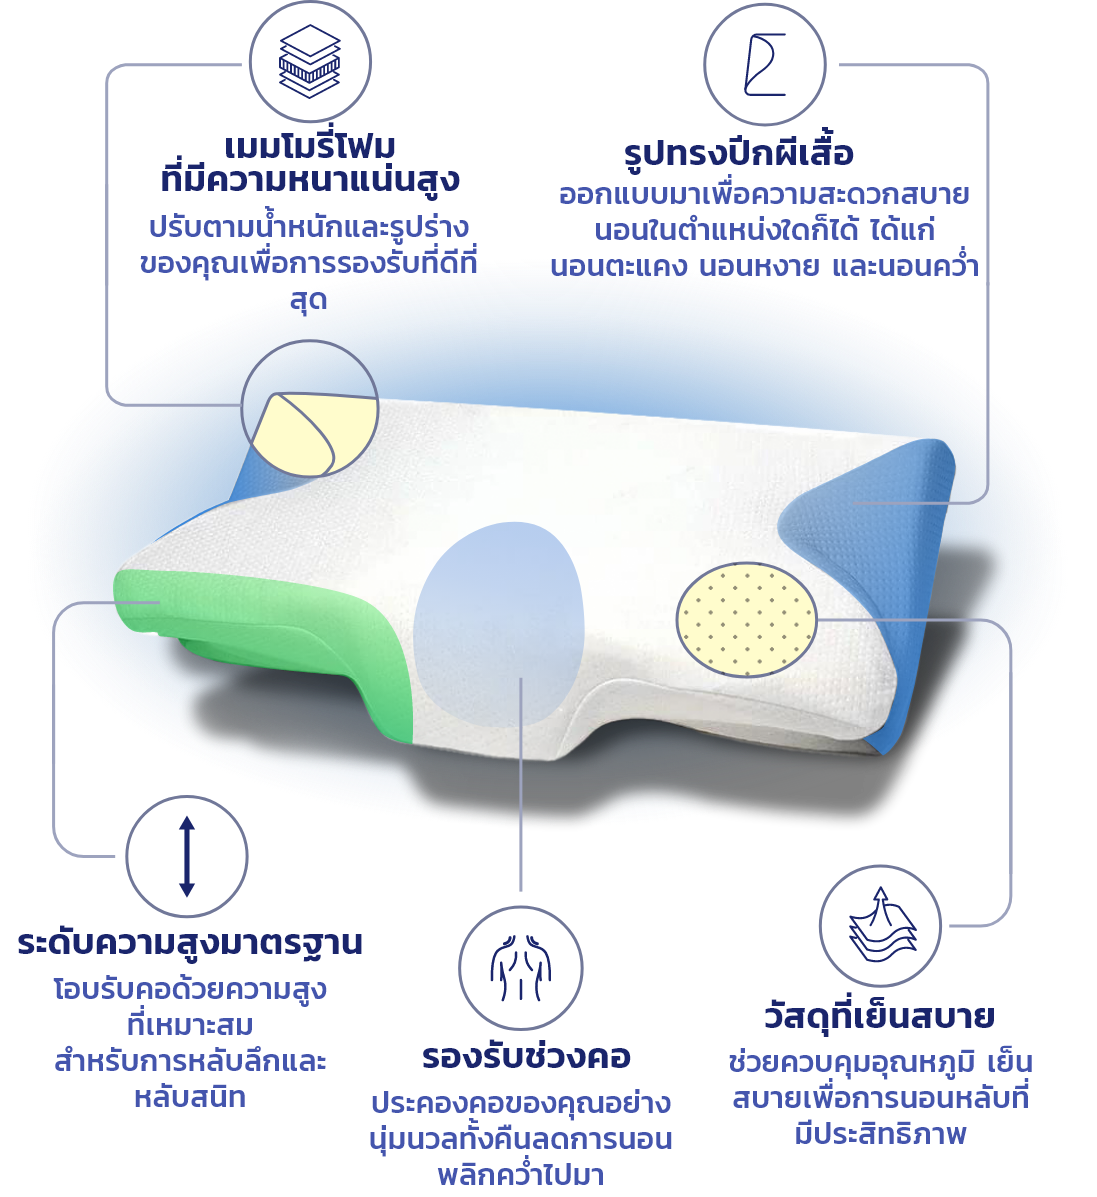 เมมโมรี่โฟม
ที่มีความหนาแน่นสูง
ปรับตามน้ำหนักและรูปร่าง
ของคุณเพื่อการรองรับที่ดีที่
สุด
รูปทรงปีกผีเสื้อ
ออกแบบมาเพื่อความสะดวกสบาย
นอนในตำแหน่งใดก็ได้ ได้แก่
นอนตะแคง นอนหงาย และนอนคว่ำ
ระดับความสูงมาตรฐาน
โอบรับคอด้วยความสูง
ที่เหมาะสม
สำหรับการหลับลึกและ
หลับสนิท
รองรับช่วงคอ
ประคองคอของคุณอย่าง
นุ่มนวลทั้งคืนลดการนอน
พลิกคว่ำไปมา
วัสดุที่เย็นสบาย
ช่วยควบคุมอุณหภูมิ เย็น
สบายเพื่อการนอนหลับที่
มีประสิทธิภาพ